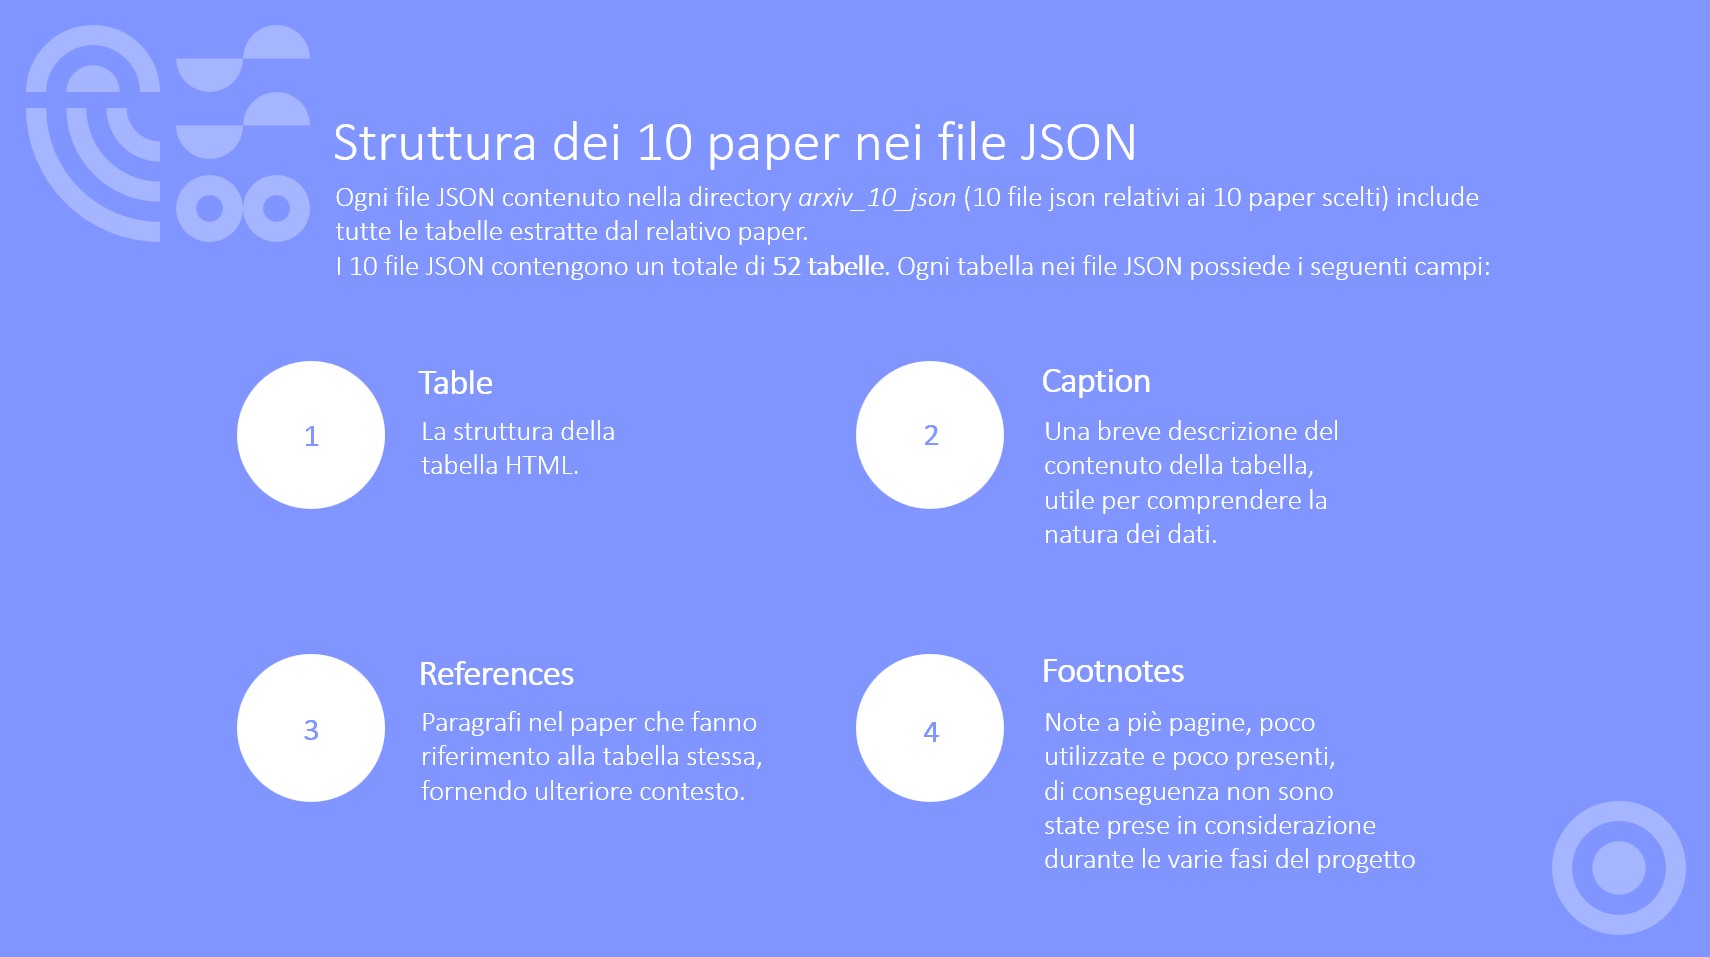 Struttura dei 10 paper nei file JSON
Ogni file JSON contenuto nella directory arxiv_10_json (10 file json relativi ai 10 paper scelti) include
tutte le tabelle estratte dal relativo paper.
I 10 file JSON contengono un totale di 52 tabelle. Ogni tabella nei file JSON possiede i seguenti campi:
1
Table
La struttura della
tabella HTML.
2
Caption
Una breve descrizione del
contenuto della tabella,
utile per comprendere la
natura dei dati.
3
References
Paragrafi nel paper che fanno
riferimento alla tabella stessa,
fornendo ulteriore contesto.
4
Footnotes
Note a piè pagine, poco
utilizzate e poco presenti,
di conseguenza non sono
state prese in considerazione
durante le varie fasi del progetto